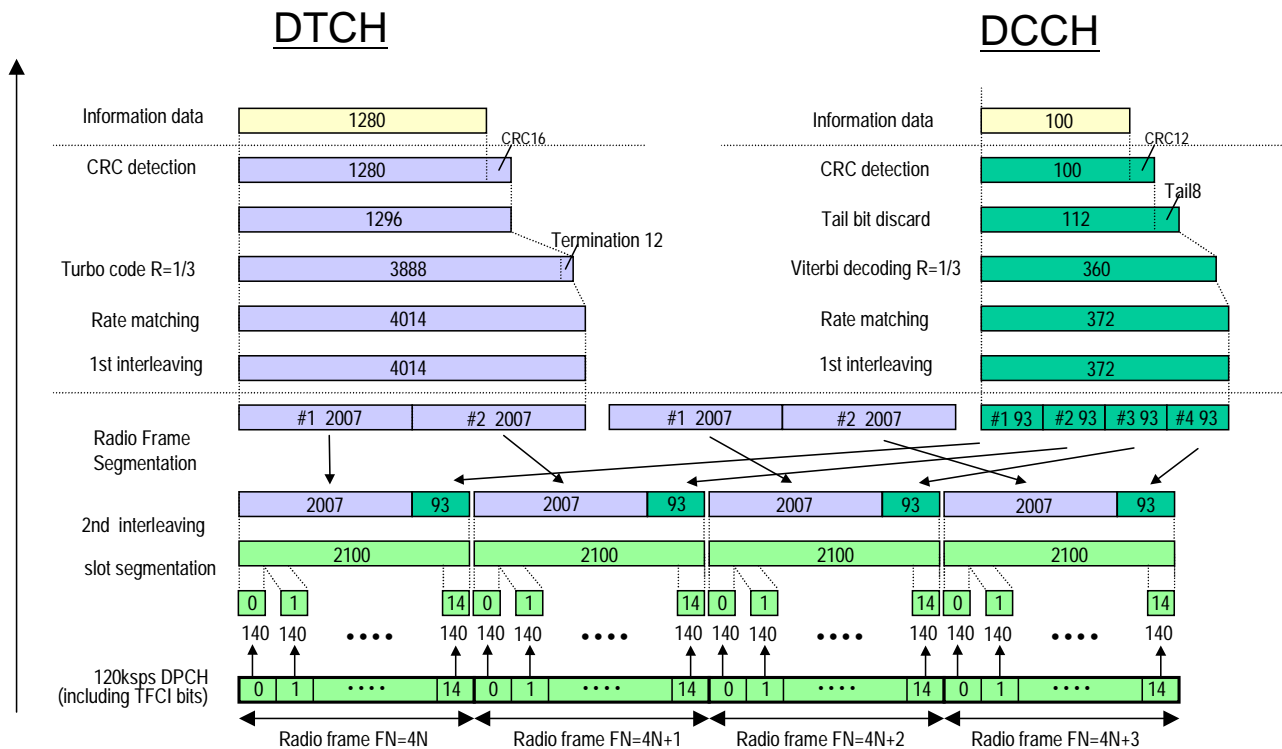 DTCH DCCH
Information data 1280 Information data 100
CRC16 CRC12
CRC detection 1280 CRC detection 100
Tail8
1296 Tail bit discard 112
Termination 12
Turbo code R=1/3 3888 Viterbi decoding R=1/3 360
Rate matching 4014 Rate matching 372
1st interleaving 4014 1st interleaving 372
#1 2007 #2 2007 #1 2007 #2 2007 #1 93 #2 93 #3 93 #4 93
Radio Frame
Segmentation
2007 93 2007 93 2007 93 2007 93
2nd interleaving
2100 2100 2100 2100
slot segmentation
0 1 14 0 1 14 0 1 14 0 1 14
140 140 •••• 140 140 140 •••• 140 140 140 •••• 140 140 140 •••• 140
120ksps DPCH
(including TFCI bits)
0 1 •••• 14 0 1 •••• 14 0 1 •••• 14 0 1 •••• 14
Radio frame FN=4N Radio frame FN=4N+1 Radio frame FN=4N+2 Radio frame FN=4N+3